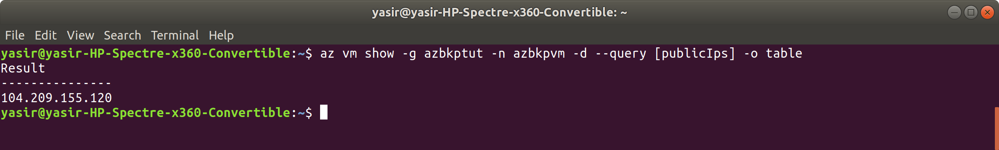 yasir@yasir-HP-Spectre-x360-Convertible: ~
File Edit View Search Terminal Help
yasir@yasir-HP-Spectre-x360-Convertible:~$ az vm show -g azbkptut -n azbkpvm -d --query [publicIps] -o table
Result
---------------
104.209.155.120
yasir@yasir-HP-Spectre-x360-Convertible:~$